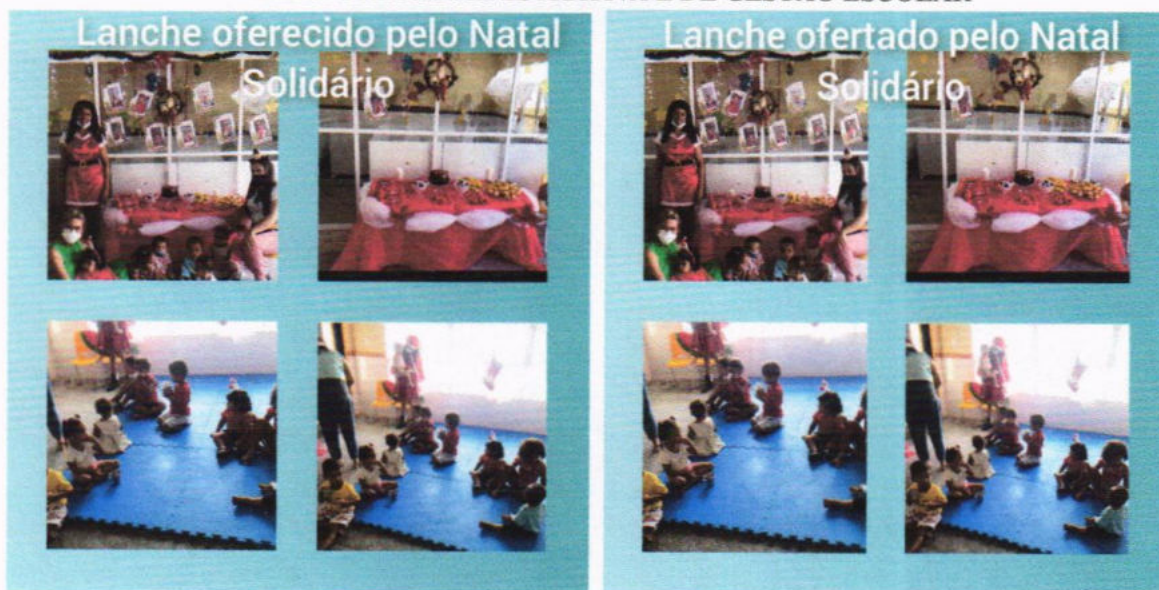 Lanche oferecido pelo Natal
Solidário
Lanche ofertado pelo Natal
Solidário